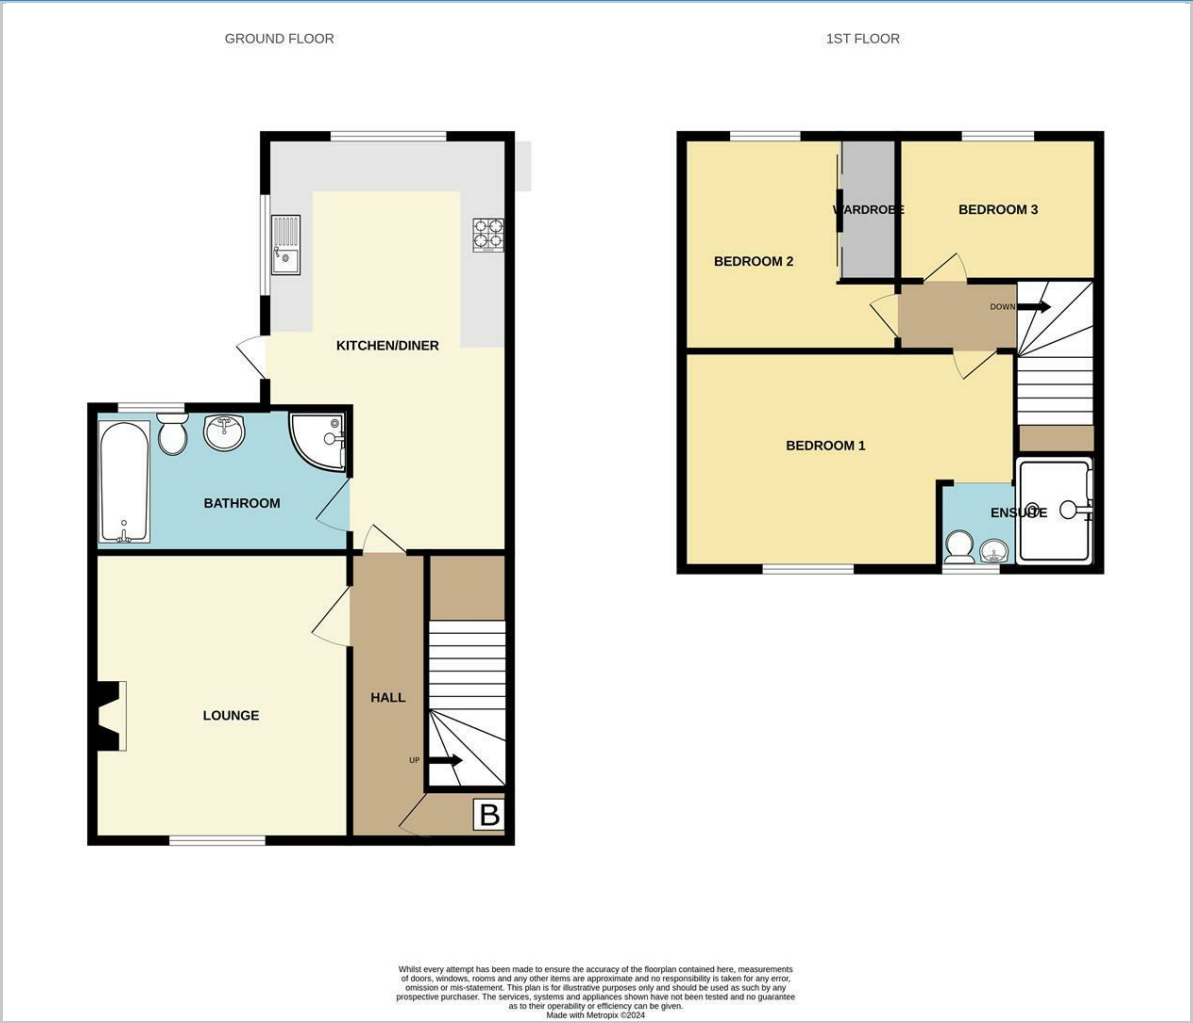 GROUND FLOOR
1ST FLOOR
WARDROBE
BEDROOM 3
BEDROOM 2
DOWN
KITCHEN/DINER
BEDROOM 1
BATHROOM
ENSUITE
HALL
LOUNGE
UP
B
Whilst every attempt has been made to ensure the accuracy of the floorplan contained here, measurements
of doors, windows, rooms and any other items are approximate and no responsibility is taken for any error,
omission or mis-statement. This plan is for illustrative purposes only and should be used as such by any
prospective purchaser. The services, systems and appliances shown have not been tested and no guarantee
as to their operability or efficiency can be given.
Made with Metropix ©2024